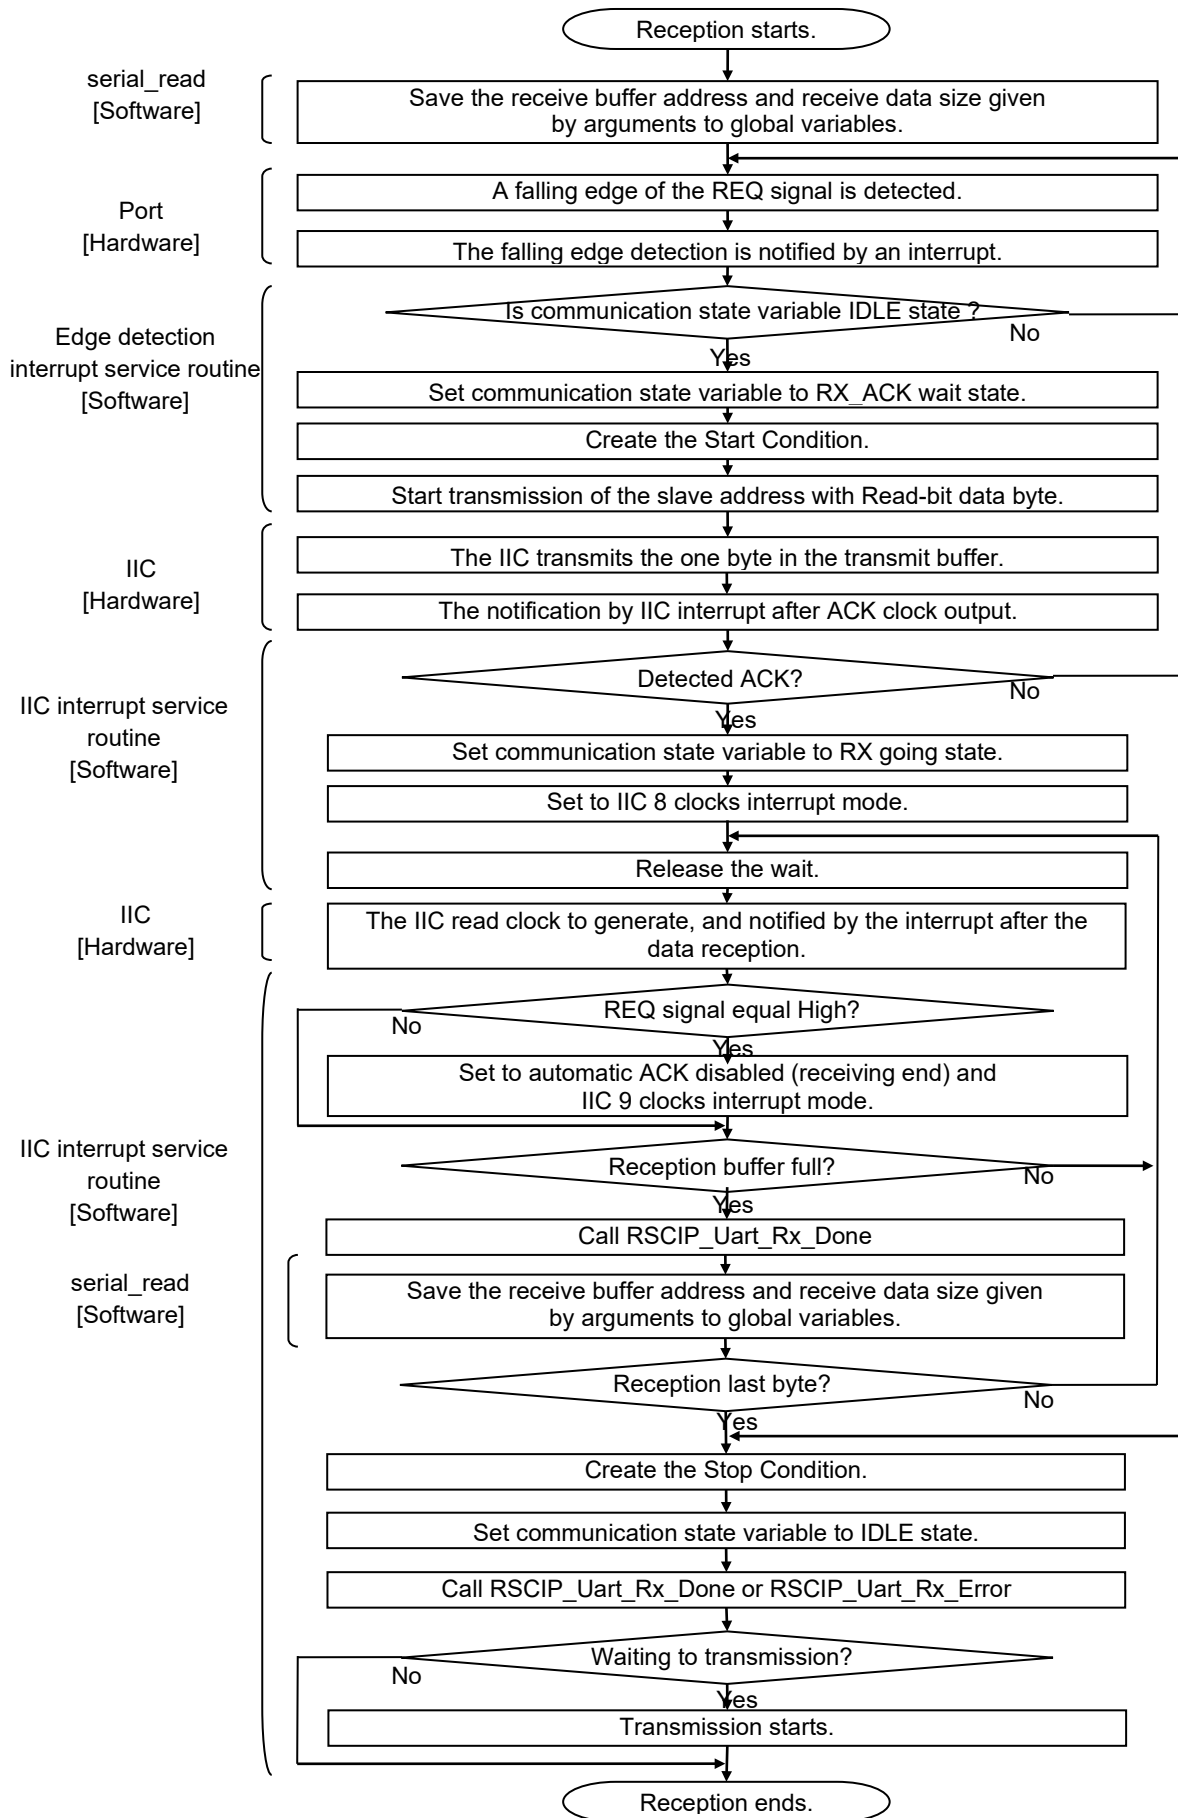 Reception starts.
serial_read
[Software]
Save the receive buffer address and receive data size given
by arguments to global variables.
Port
[Hardware]
A falling edge of the REQ signal is detected.
The falling edge detection is notified by an interrupt.
Edge detection
interrupt service routine
[Software]
Is communication state variable IDLE state ?
No
Yes
Set communication state variable to RX_ACK wait state.
Create the Start Condition.
Start transmission of the slave address with Read-bit data byte.
IIC
[Hardware]
The IIC transmits the one byte in the transmit buffer.
The notification by IIC interrupt after ACK clock output.
IIC interrupt service
routine
[Software]
Detected ACK?
No
Yes
Set communication state variable to RX going state.
Set to IIC 8 clocks interrupt mode.
Release the wait.
IIC
[Hardware]
The IIC read clock to generate, and notified by the interrupt after the
data reception.
REQ signal equal High?
No
Yes
Set to automatic ACK disabled (receiving end) and
IIC 9 clocks interrupt mode.
IIC interrupt service
routine
[Software]
Reception buffer full?
No
Yes
Call RSCIP_Uart_Rx_Done
serial_read
[Software]
Save the receive buffer address and receive data size given
by arguments to global variables.
Reception last byte?
No
Yes
Create the Stop Condition.
Set communication state variable to IDLE state.
Call RSCIP_Uart_Rx_Done or RSCIP_Uart_Rx_Error
Waiting to transmission?
No
Yes
Transmission starts.
Reception ends.